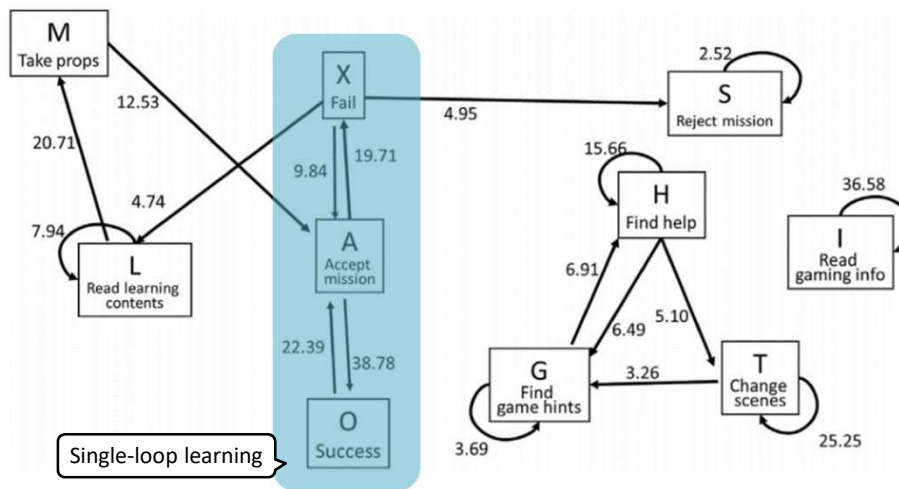 M
Take props
12.53
20.71
4.74
7.94
L
Read learning
contents
X
Fail
9.84
19.71
A
Accept
mission
22.39
38.78
O
Success
Single-loop learning
4.95
2.52
S
Reject mission
15.66
H
Find help
36.58
I
Read
gaming info
6.91
6.49
5.10
G
Find
game hints
3.69
3.26
T
Change
scenes
25.25